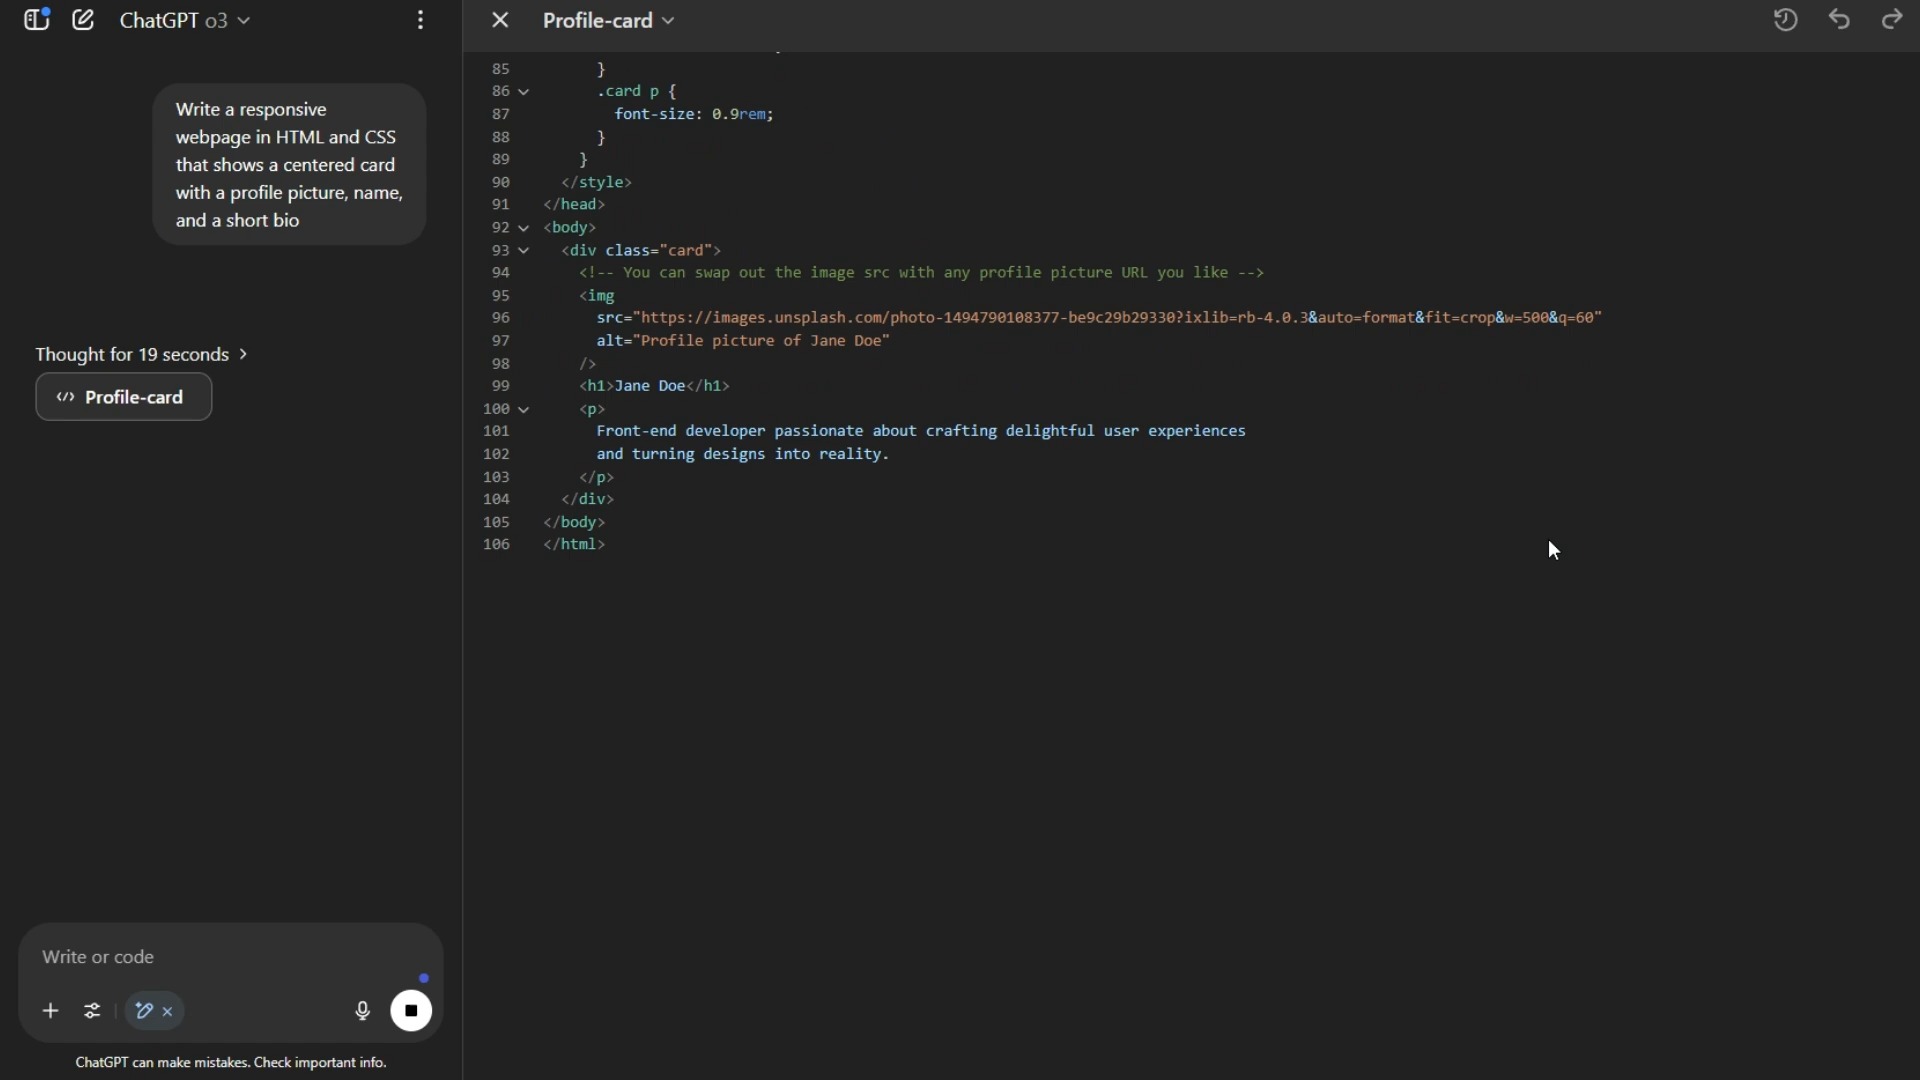 ChatGPT o3
Write a responsive
webpage in HTML and CSS
that shows a centered card
with a profile picture, name,
and a short bio
Thought for 19 seconds
</> Profile-card
Write or code
ChatGPT can make mistakes. Check important info.
Profile-card
85 }
86 .card p {
87 font-size: 0.9rem;
88 }
89 }
90 </style>
91 </head>
92 <body>
93 <div class="card">
94 <!-- You can swap out the image src with any profile picture URL you like -->
95 <img
96 src="https://images.unsplash.com/photo-1494790108377-be9c29b29330?ixlib=rb-4.0.3&auto=format&fit=crop&w=500&q=60"
97 alt="Profile picture of Jane Doe"
98 />
99 <h1>Jane Doe</h1>
100 <p>
101 Front-end developer passionate about crafting delightful user experiences
102 and turning designs into reality.
103 </p>
104 </div>
105 </body>
106 </html>